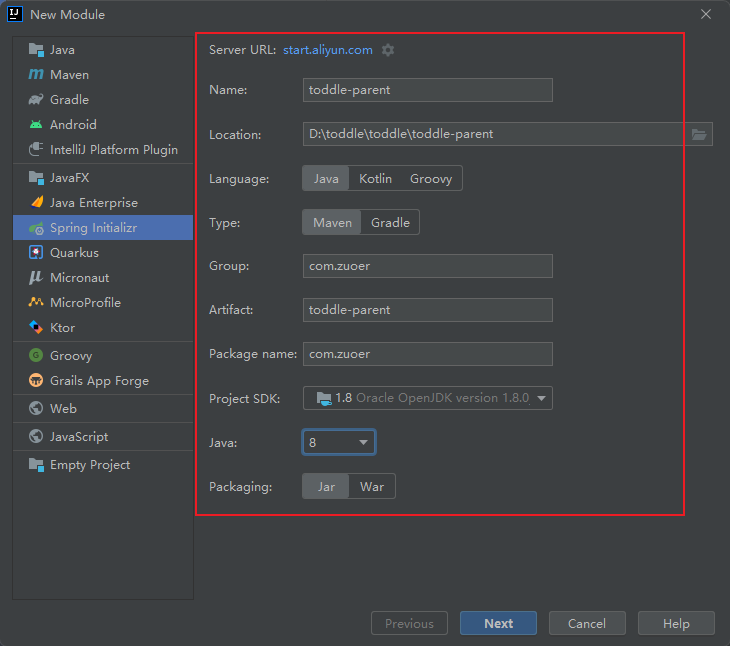 New Module
Java
Maven
Gradle
Android
IntelliJ Platform Plugin
JavaFX
Java Enterprise
Spring Initializr
Quarkus
Micronaut
MicroProfile
Ktor
Groovy
Grails App Forge
Web
JavaScript
Empty Project
Server URL: start.aliyun.com
Name: toddle-parent
Location: D:\toddle\toddle\toddle-parent
Language: Java Kotlin Groovy
Type: Maven Gradle
Group: com.zuoer
Artifact: toddle-parent
Package name: com.zuoer
Project SDK: 1.8 Oracle OpenJDK version 1.8.0
Java: 8
Packaging: Jar War
Previous Next Cancel Help